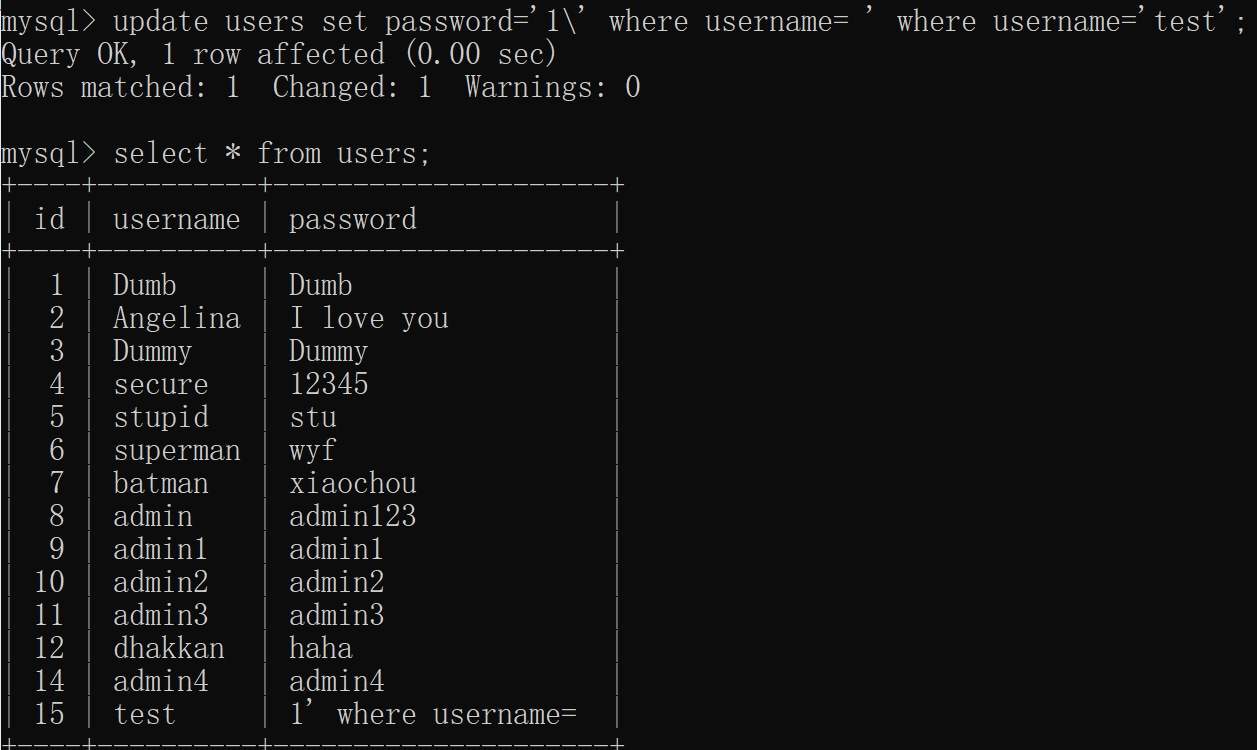 mysql> update users set password='1\' where username= ' where username='test';
Query OK, 1 row affected (0.00 sec)
Rows matched: 1  Changed: 1  Warnings: 0
mysql> select * from users;
+----+----------+---------------------+
| id | username | password            |
+----+----------+---------------------+
|  1 | Dumb     | Dumb                |
|  2 | Angelina | I love you          |
|  3 | Dummy    | Dummy               |
|  4 | secure   | 12345               |
|  5 | stupid   | stu                 |
|  6 | superman | wyf                 |
|  7 | batman   | xiaochou            |
|  8 | admin    | admin123            |
|  9 | admin1   | admin1              |
| 10 | admin2   | admin2              |
| 11 | admin3   | admin3              |
| 12 | dhakkan  | haha                |
| 14 | admin4   | admin4              |
| 15 | test     | 1' where username=  |
+----+----------+---------------------+